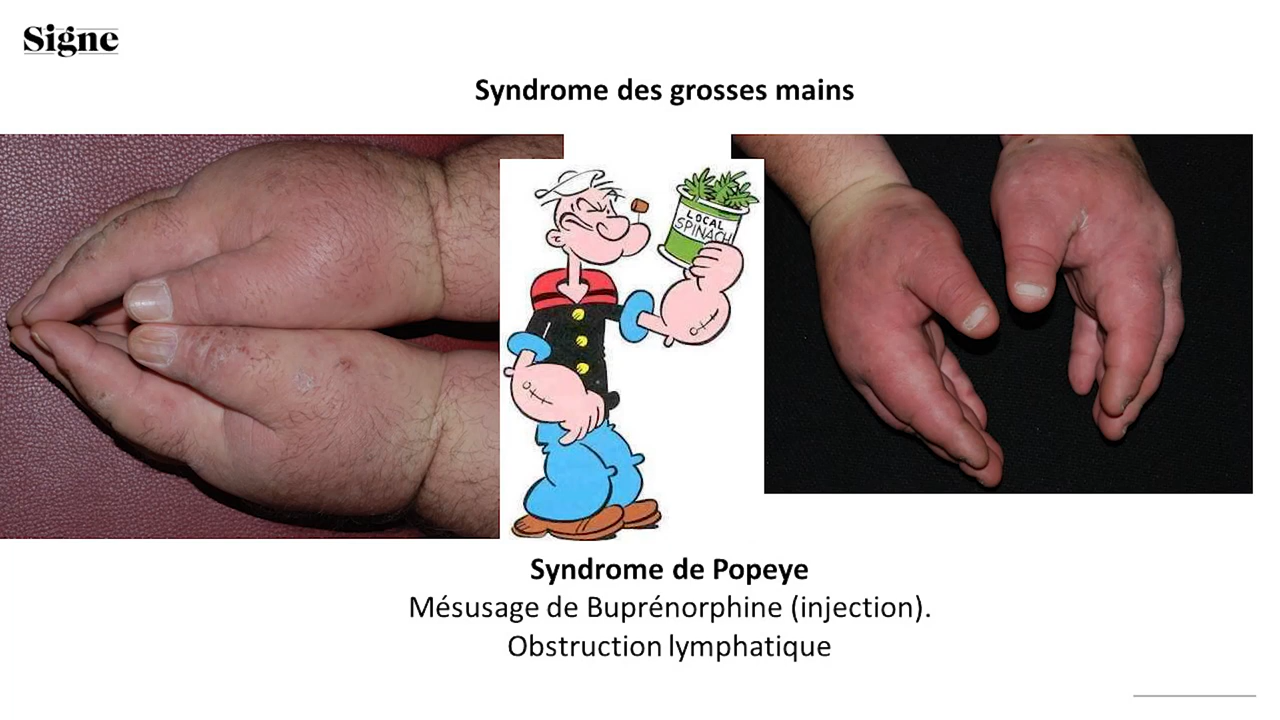 Signe
Syndrome des grosses mains
LOCAL
SPINACH
Syndrome de Popeye
Mésusage de Buprénorphine (injection).
Obstruction lymphatique